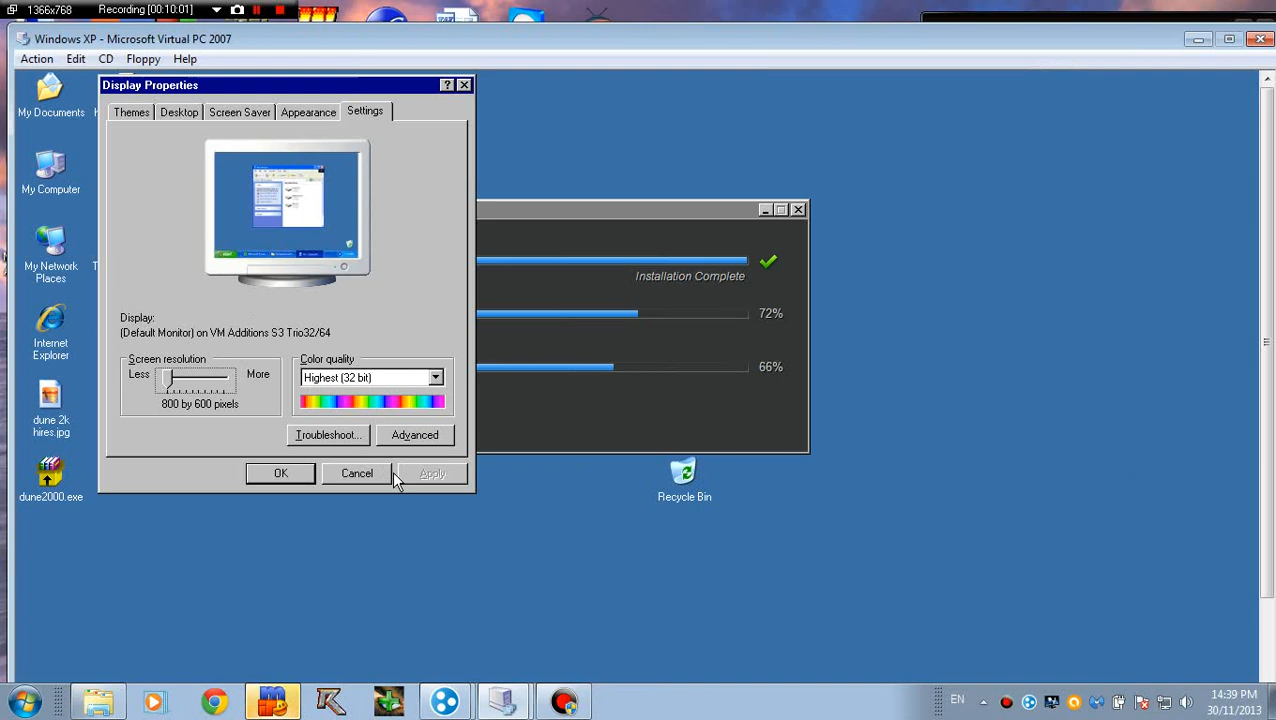 1366x768
Recording [00:10:01]
Windows XP - Microsoft Virtual PC 2007
Action Edit CD Floppy Help
My Documents
My Computer
My Network
Places
Internet
Explorer
dune 2k
hires.jpg
dune2000.exe
Display Properties
Themes Desktop Screen Saver Appearance Settings
Display:
(Default Monitor) on VM Additions S3 Trio32/64
Screen resolution
Less More
800 by 600 pixels
Color quality
Highest (32 bit)
Troubleshoot... Advanced
OK Cancel Apply
Installation Complete
72%
66%
Recycle Bin
EN
14:39 PM
30/11/2013